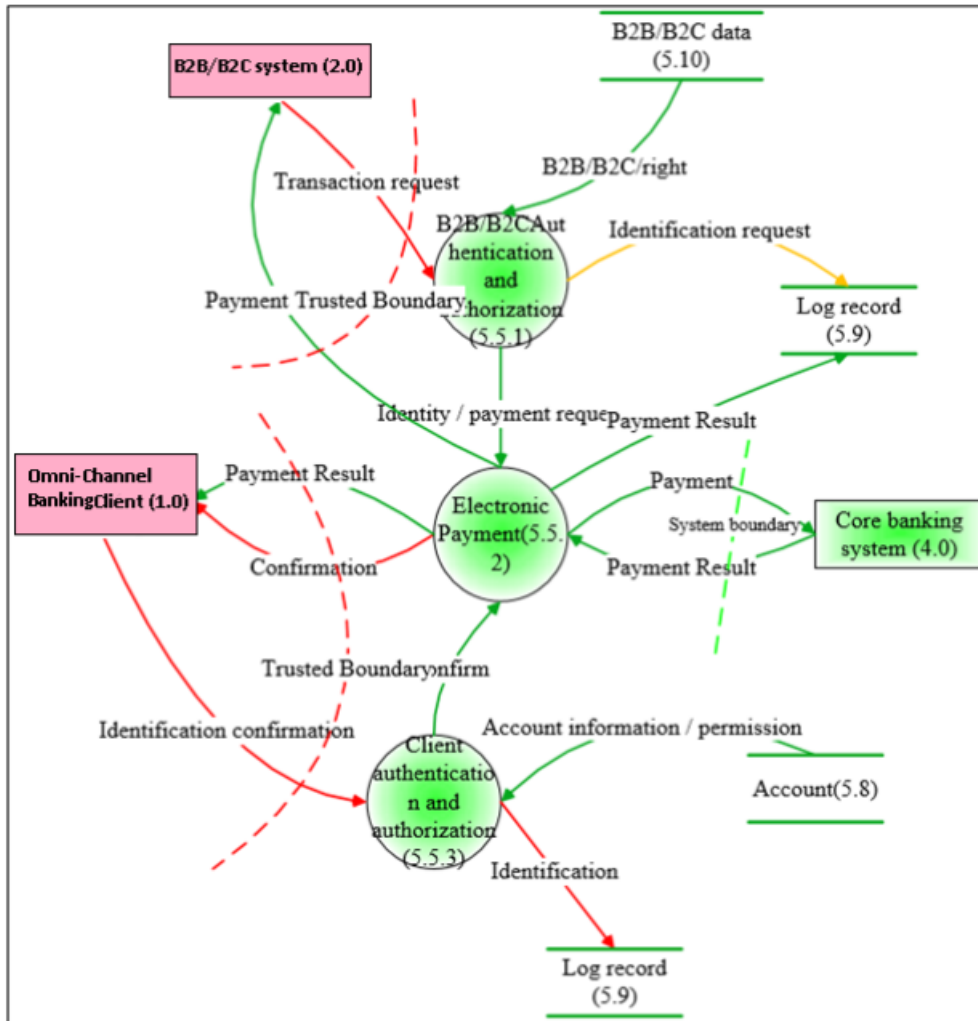 B2B/B2C data
(5.10)
B2B/B2C system (2.0)
B2B/B2C/right
Transaction request
B2B/B2CAut
hentication
and
horization
(5.5.1)
Identification request
Payment Trusted Boundary
Log record
(5.9)
Identity / payment reque
Payment Result
Omni-Channel
BankingClient (1.0)
Payment Result
Electronic
Payment(5.5.
2)
Payment
System boundary
Core banking
system (4.0)
Confirmation
Payment Result
Trusted Boundary
onfirm
Identification confirmation
Account information / permission
Client
authenticatio
n and
authorization
(5.5.3)
Account(5.8)
Identification
Log record
(5.9)